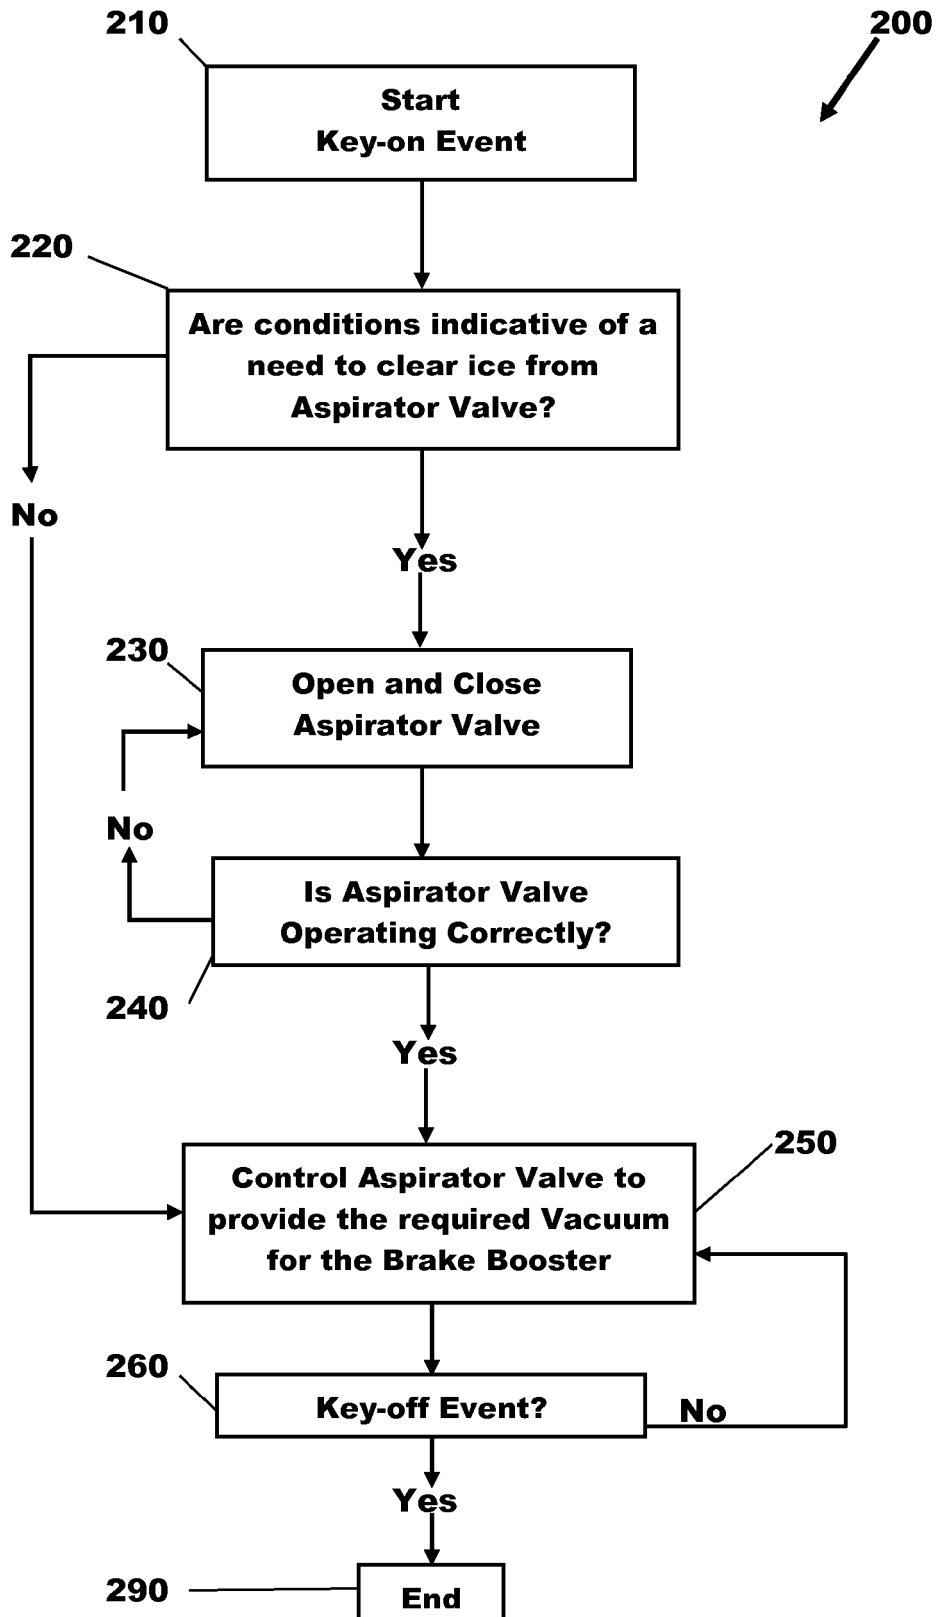 210
200
Start
Key-on Event
220
Are conditions indicative of a
need to clear ice from
Aspirator Valve?
No
Yes
230
Open and Close
Aspirator Valve
No
Is Aspirator Valve
Operating Correctly?
240
Yes
250
Control Aspirator Valve to
provide the required Vacuum
for the Brake Booster
260
Key-off Event?
No
Yes
290
End